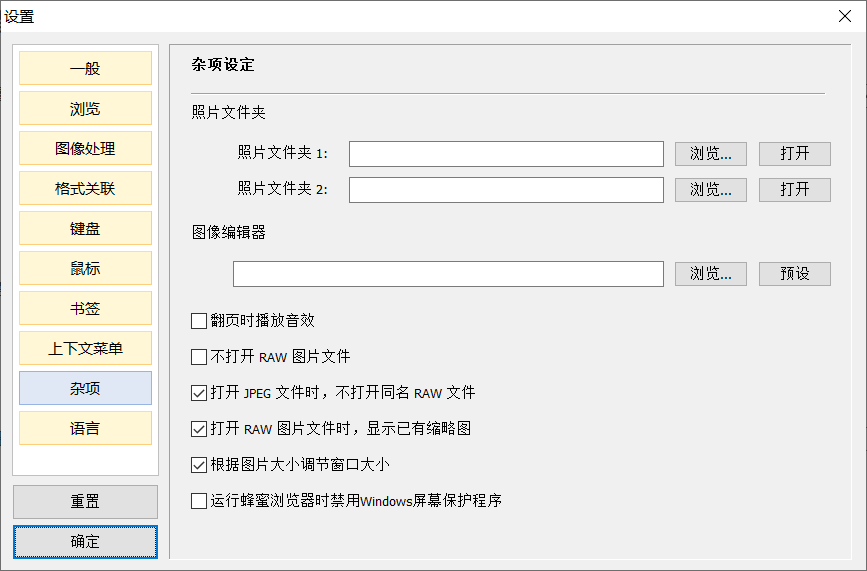 设置
一般
浏览
图像处理
格式关联
键盘
鼠标
书签
上下文菜单
杂项
语言
重置
确定
杂项设定
照片文件夹
照片文件夹 1: 浏览... 打开
照片文件夹 2: 浏览... 打开
图像编辑器
浏览... 预设
翻页时播放音效
不打开 RAW 图片文件
打开 JPEG 文件时，不打开同名 RAW 文件
打开 RAW 图片文件时，显示已有缩略图
根据图片大小调节窗口大小
运行蜂蜜浏览器时禁用Windows屏幕保护程序